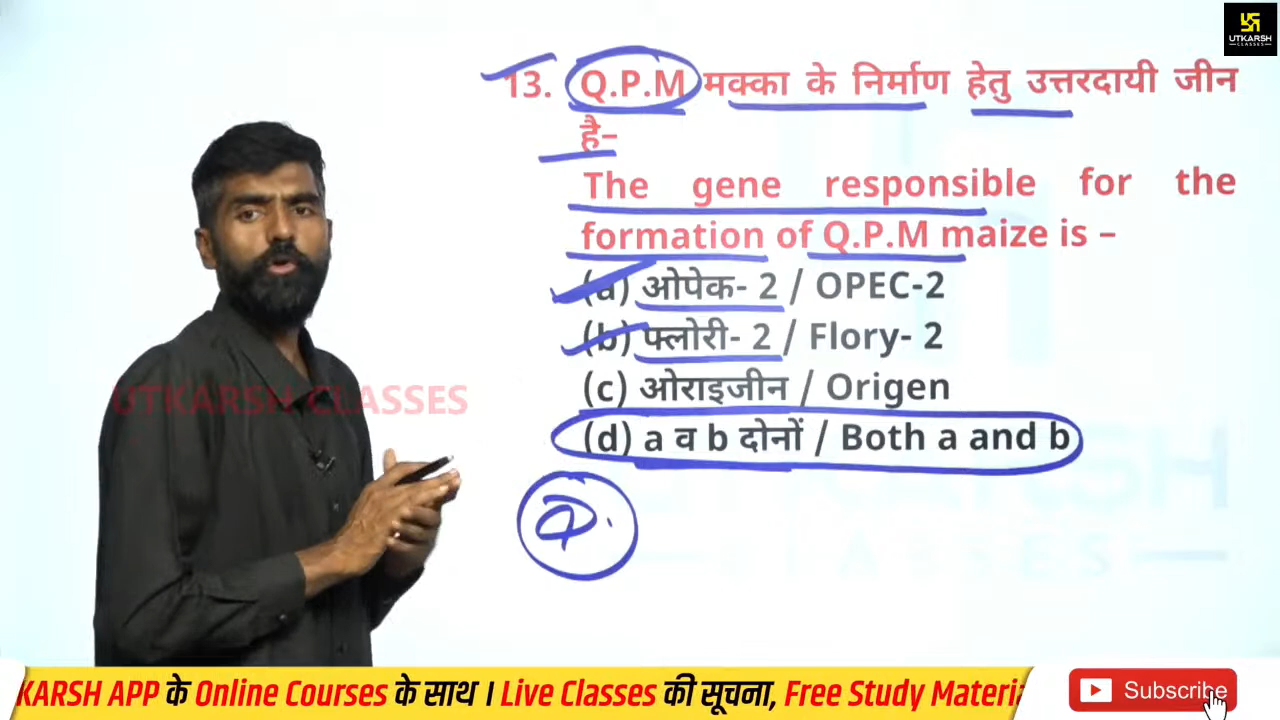 UTKARSH
CLASSES
13. Q.P.M मक्का के निर्माण हेतु उत्तरदायी जीन
है–
The gene responsible for the
formation of Q.P.M maize is –
(a) ओपेक- 2 / OPEC-2
(b) फ्लोरी- 2 / Flory- 2
(c) ओराइजीन / Origen
(d) a व b दोनों / Both a and b
UTKARSH CLASSES
KARSH APP के Online Courses के साथ । Live Classes की सूचना, Free Study Materia
Subscribe